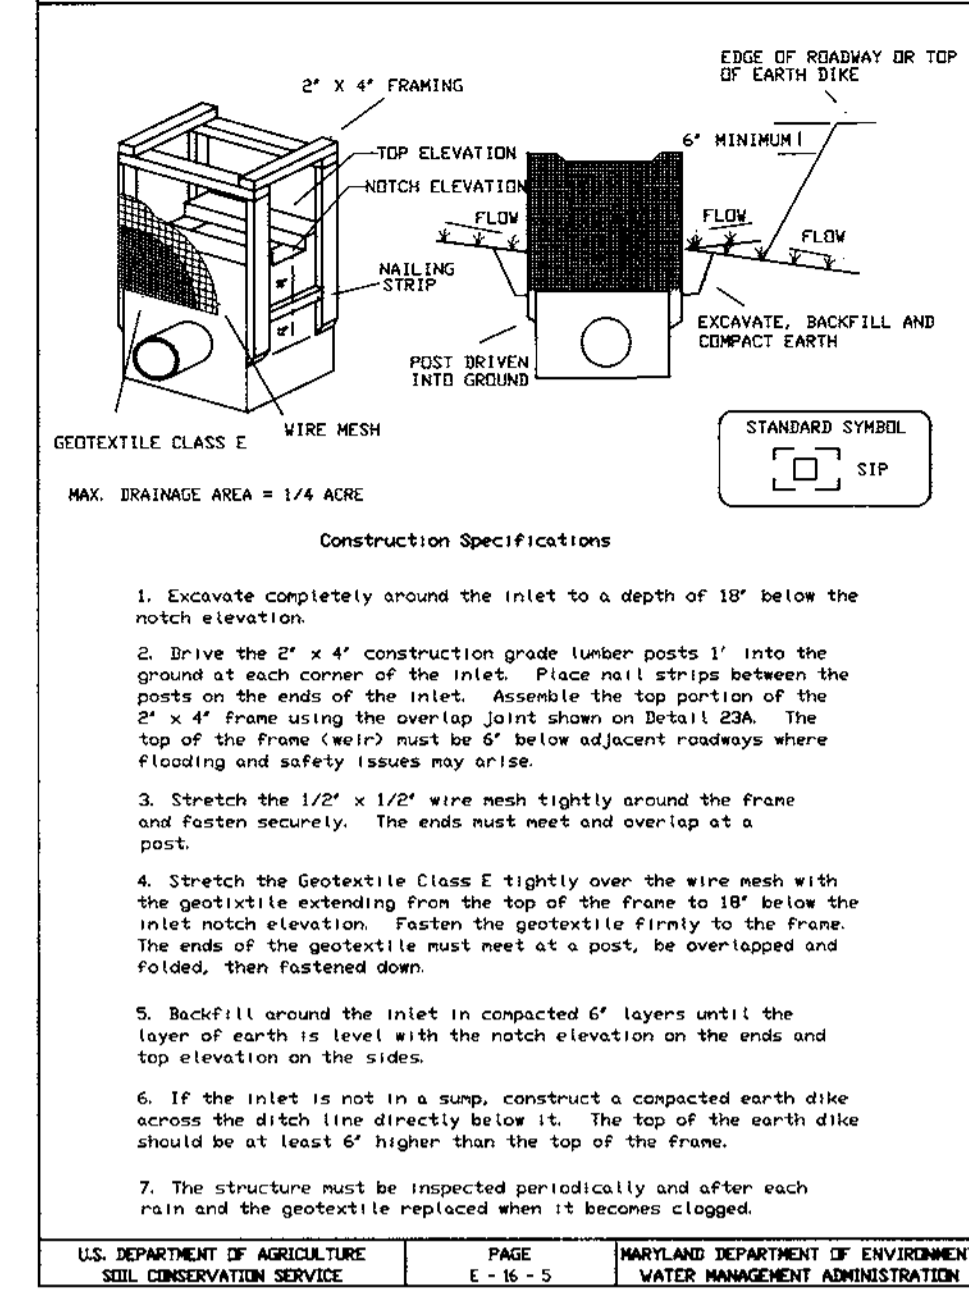 EDGE OF ROADWAY OR TOP
OF EARTH DIKE
2" X 4" FRAMING
6" MINIMUM
TOP ELEVATION
NOTCH ELEVATION
FLOW
FLOW
FLOW
NAILING
STRIP
EXCAVATE, BACKFILL AND
COMPACT EARTH
POST DRIVEN
INTO GROUND
WIRE MESH
GEOTEXTILE CLASS E
STANDARD SYMBOL
SIP
MAX. DRAINAGE AREA = 1/4 ACRE
Construction Specifications
1. Excavate completely around the inlet to a depth of 18" below the
notch elevation.
2. Drive the 2" x 4" construction grade lumber posts 1' into the
ground at each corner of the inlet. Place nail strips between the
posts on the ends of the inlet. Assemble the top portion of the
2" x 4" frame using the overlap joint shown on Detail 23A. The
top of the frame (weir) must be 6" below adjacent roadways where
flooding and safety issues may arise.
3. Stretch the 1/2" x 1/2" wire mesh tightly around the frame
and fasten securely. The ends must meet and overlap at a
post.
4. Stretch the Geotextile Class E tightly over the wire mesh with
the geotixtile extending from the top of the frame to 18" below the
inlet notch elevation. Fasten the geotextile firmly to the frame.
The ends of the geotextile must meet at a post, be overlapped and
folded, then fastened down.
5. Backfill around the inlet in compacted 6" layers until the
layer of earth is level with the notch elevation on the ends and
top elevation on the sides.
6. If the inlet is not in a sump, construct a compacted earth dike
across the ditch line directly below it. The top of the earth dike
should be at least 6" higher than the top of the frame.
7. The structure must be inspected periodically and after each
rain and the geotextile replaced when it becomes clogged.
U.S. DEPARTMENT OF AGRICULTURE
SOIL CONSERVATION SERVICE
PAGE
E - 16 - 5
MARYLAND DEPARTMENT OF ENVIRONMENT
WATER MANAGEMENT ADMINISTRATION